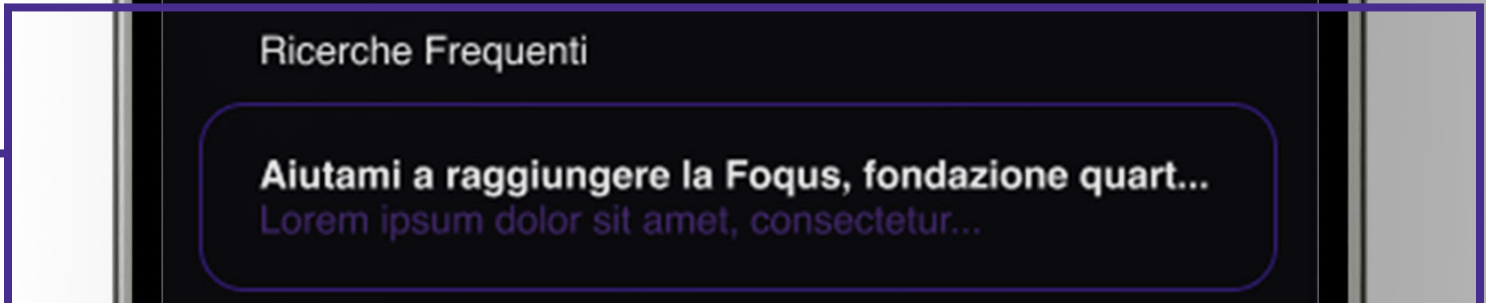 Ricerche Frequenti
Aiutami a raggiungere la Foqus, fondazione quart...
Lorem ipsum dolor sit amet, consectetur...